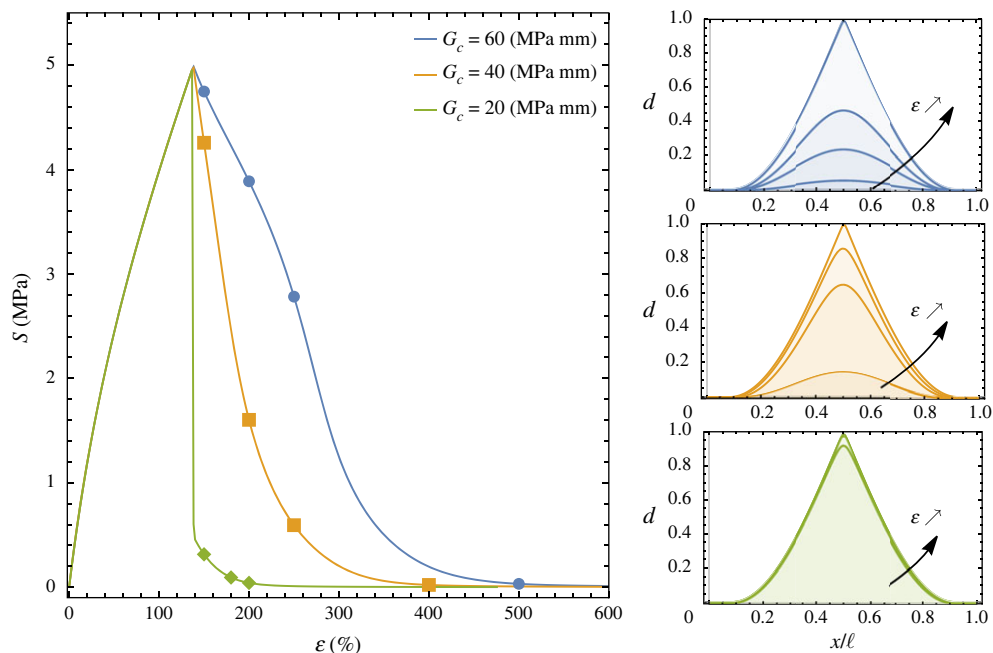 G_c = 60 (MPa mm)
G_c = 40 (MPa mm)
G_c = 20 (MPa mm)
5
4
3
2
1
0
S (MPa)
0 100 200 300 400 500 600
ε (%)
1.0
0.8
0.6
0.4
0.2
d
ε ↗
0 0.2 0.4 0.6 0.8 1.0
1.0
0.8
0.6
0.4
0.2
d
ε ↗
0 0.2 0.4 0.6 0.8 1.0
1.0
0.8
0.6
0.4
0.2
d
ε ↗
0 0.2 0.4 0.6 0.8 1.0
x/ℓ